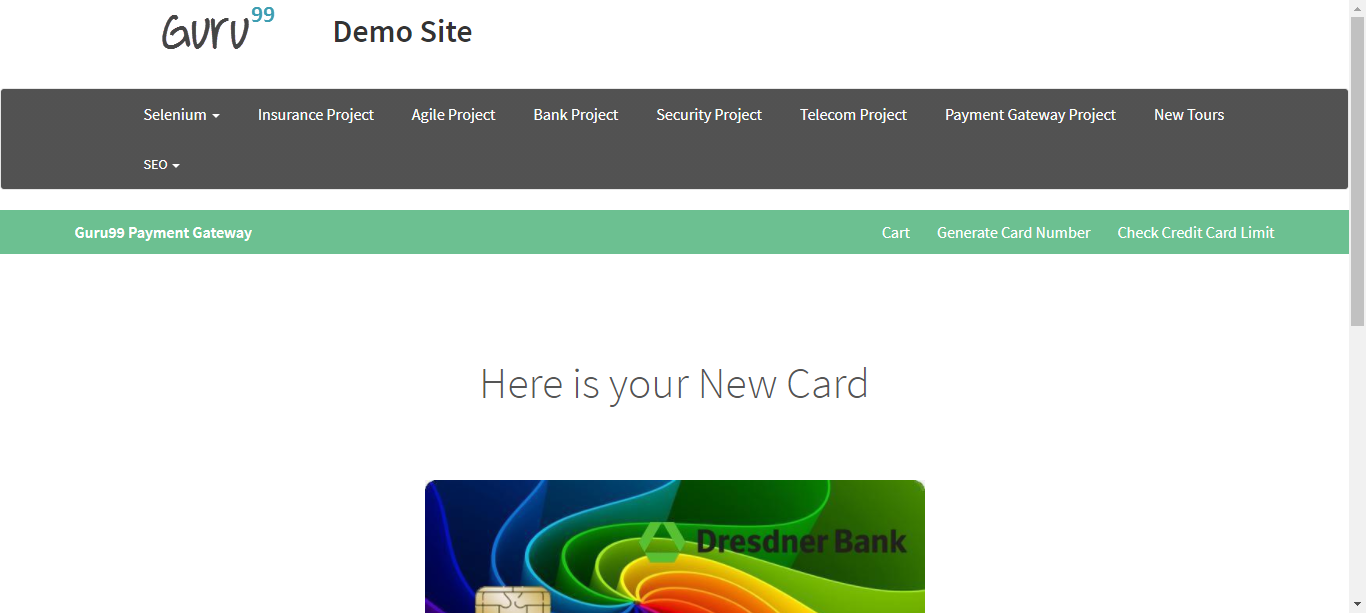 Guru99
Demo Site
Selenium
Insurance Project
Agile Project
Bank Project
Security Project
Telecom Project
Payment Gateway Project
New Tours
SEO
Guru99 Payment Gateway
Cart
Generate Card Number
Check Credit Card Limit
Here is your New Card
Dresdner Bank